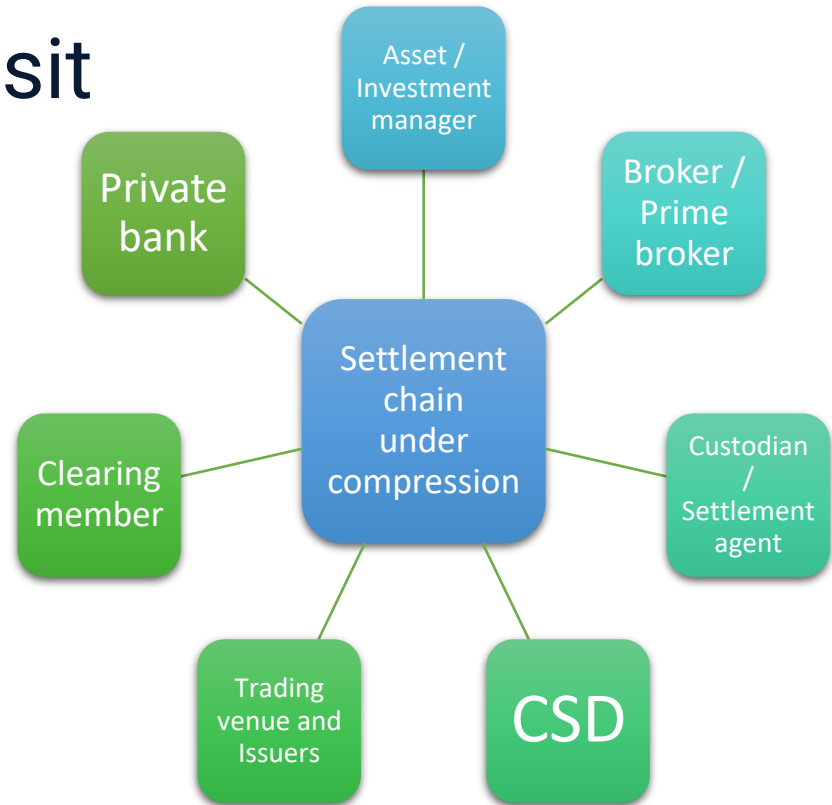 sit
Asset /
Investment
manager
Private
bank
Broker /
Prime
broker
Settlement
chain
under
compression
Clearing
member
Custodian
/
Settlement
agent
Trading
venue and
Issuers
CSD